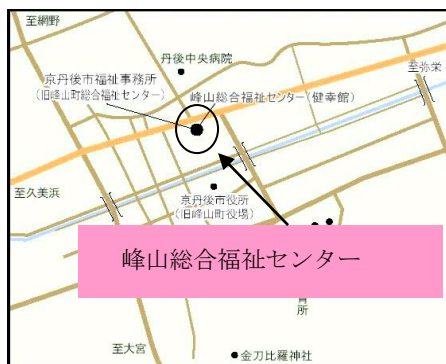 至網野
丹後中央病院
京丹後市福祉事務所
(旧峰山町総合福祉センター)
至弥栄
峰山総合福祉センター(健幸館)
至久美浜
京丹後市役所
(旧峰山町役場)
峰山総合福祉センター
所
至大宮
金刀比羅神社